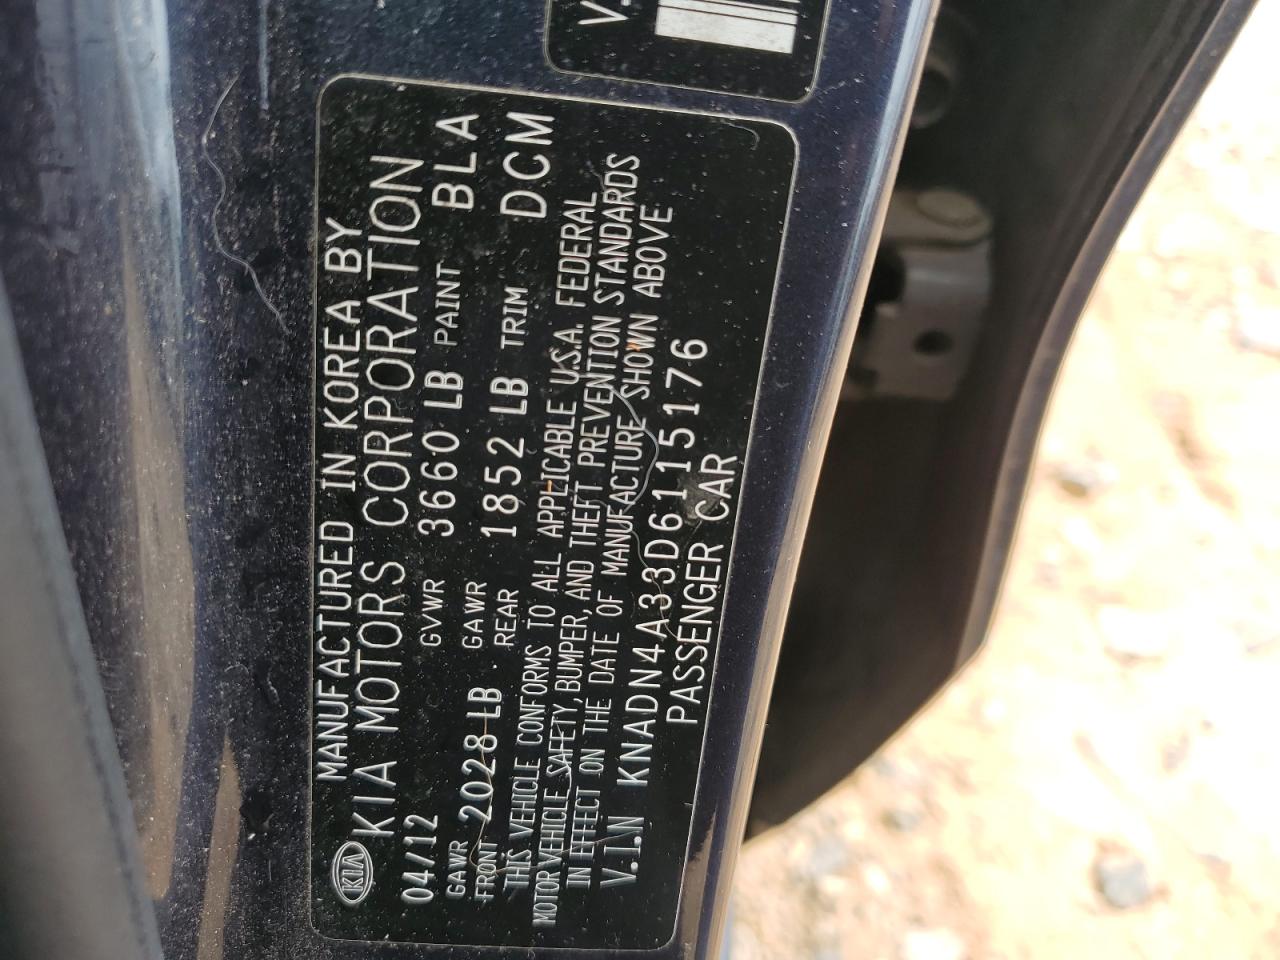 MANUFACTURED IN KOREA BY
KIA KIA MOTORS CORPORATION
04/12 GVWR 3660 LB PAINT BLA
GAWR FRONT 2028 LB GAWR REAR 1852 LB TRIM DCM
THIS VEHICLE CONFORMS TO ALL APPLICABLE U.S.A. FEDERAL
MOTOR VEHICLE SAFETY, BUMPER, AND THEFT PREVENTION STANDARDS
IN EFFECT ON THE DATE OF MANUFACTURE SHOWN ABOVE
V.I.N KNADN4A33D6115176
PASSENGER CAR
V.